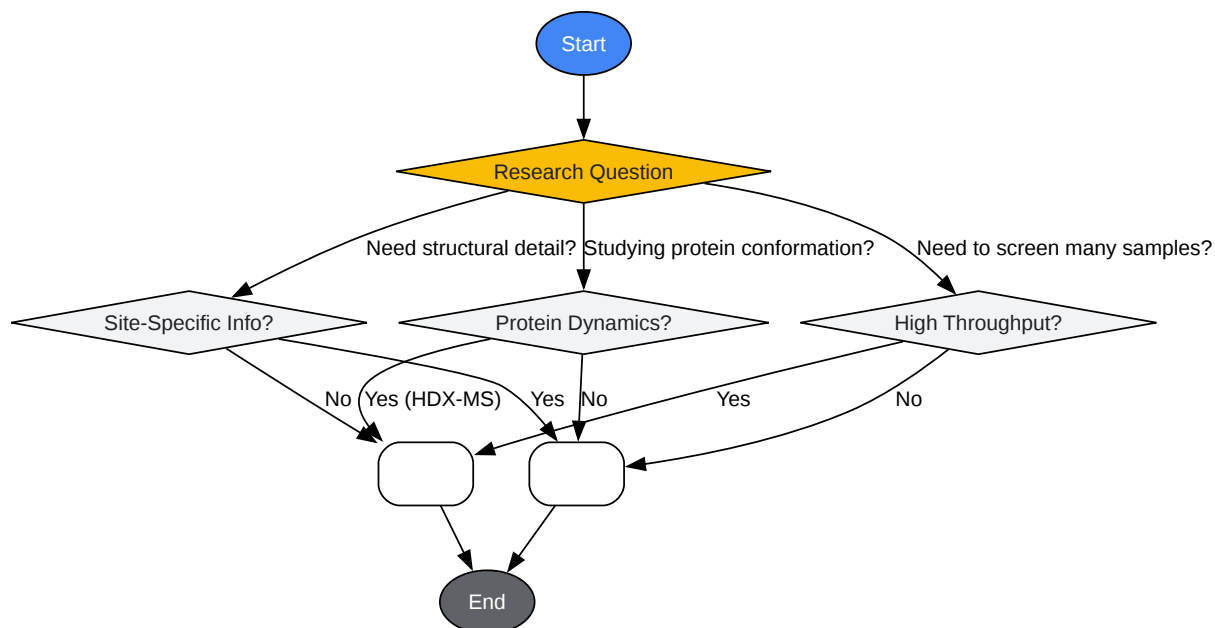 Start
Research Question
Need structural detail?
Studying protein conformation?
Need to screen many samples?
Site-Specific Info?
Protein Dynamics?
High Throughput?
No
Yes (HDX-MS)
Yes
No
Yes
No
End